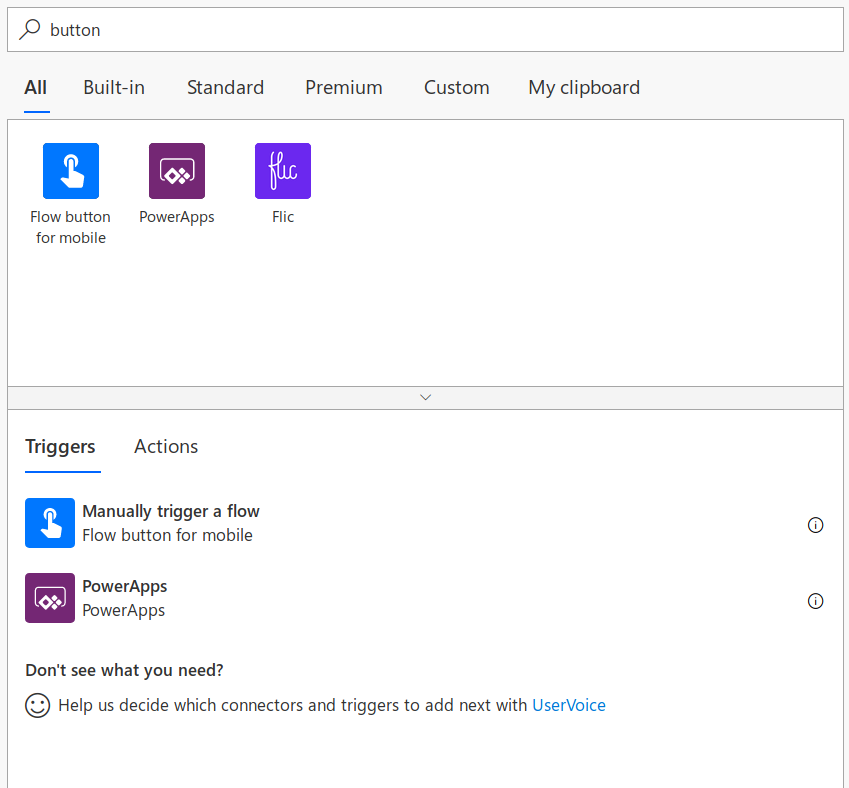 button
All Built-in Standard Premium Custom My clipboard
flic
Flow button
for mobile
PowerApps
Flic
Triggers Actions
Manually trigger a flow
Flow button for mobile
PowerApps
PowerApps
Don't see what you need?
Help us decide which connectors and triggers to add next with UserVoice